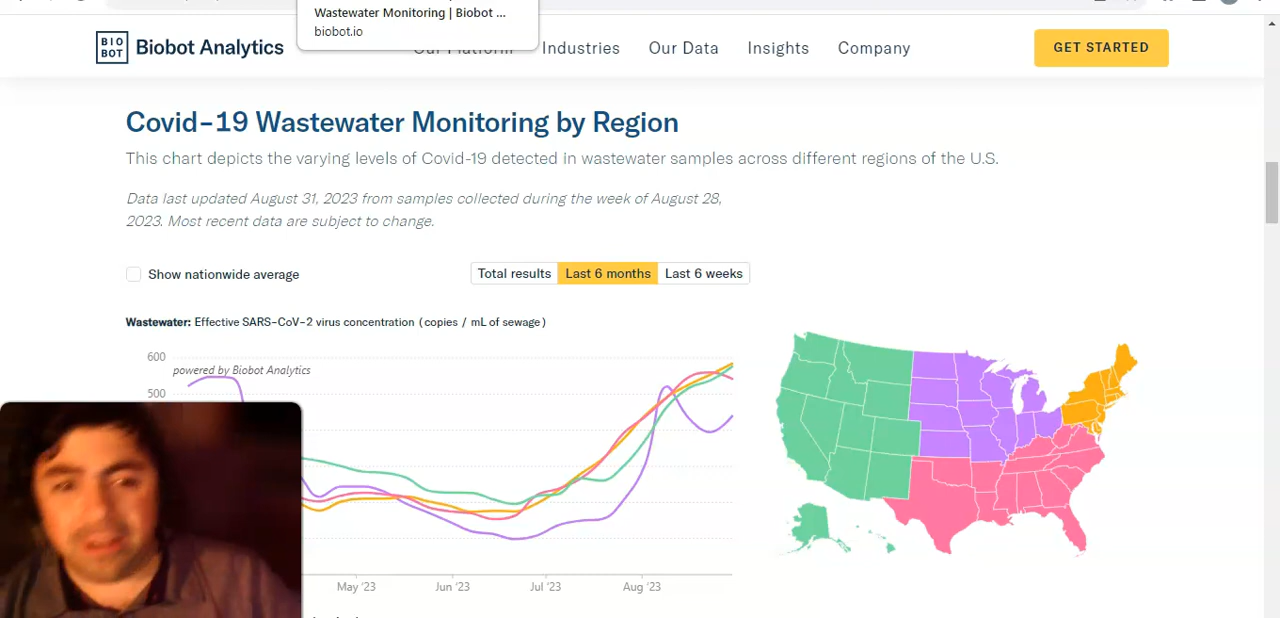 Wastewater Monitoring | Biobot ...
biobot.io
BIO
BOT
Biobot Analytics
Our Platform
Industries
Our Data
Insights
Company
GET STARTED
Covid-19 Wastewater Monitoring by Region
This chart depicts the varying levels of Covid-19 detected in wastewater samples across different regions of the U.S.
Data last updated August 31, 2023 from samples collected during the week of August 28,
2023. Most recent data are subject to change.
Show nationwide average
Total results
Last 6 months
Last 6 weeks
Wastewater: Effective SARS-CoV-2 virus concentration (copies / mL of sewage)
600
powered by Biobot Analytics
500
May '23
Jun '23
Jul '23
Aug '23